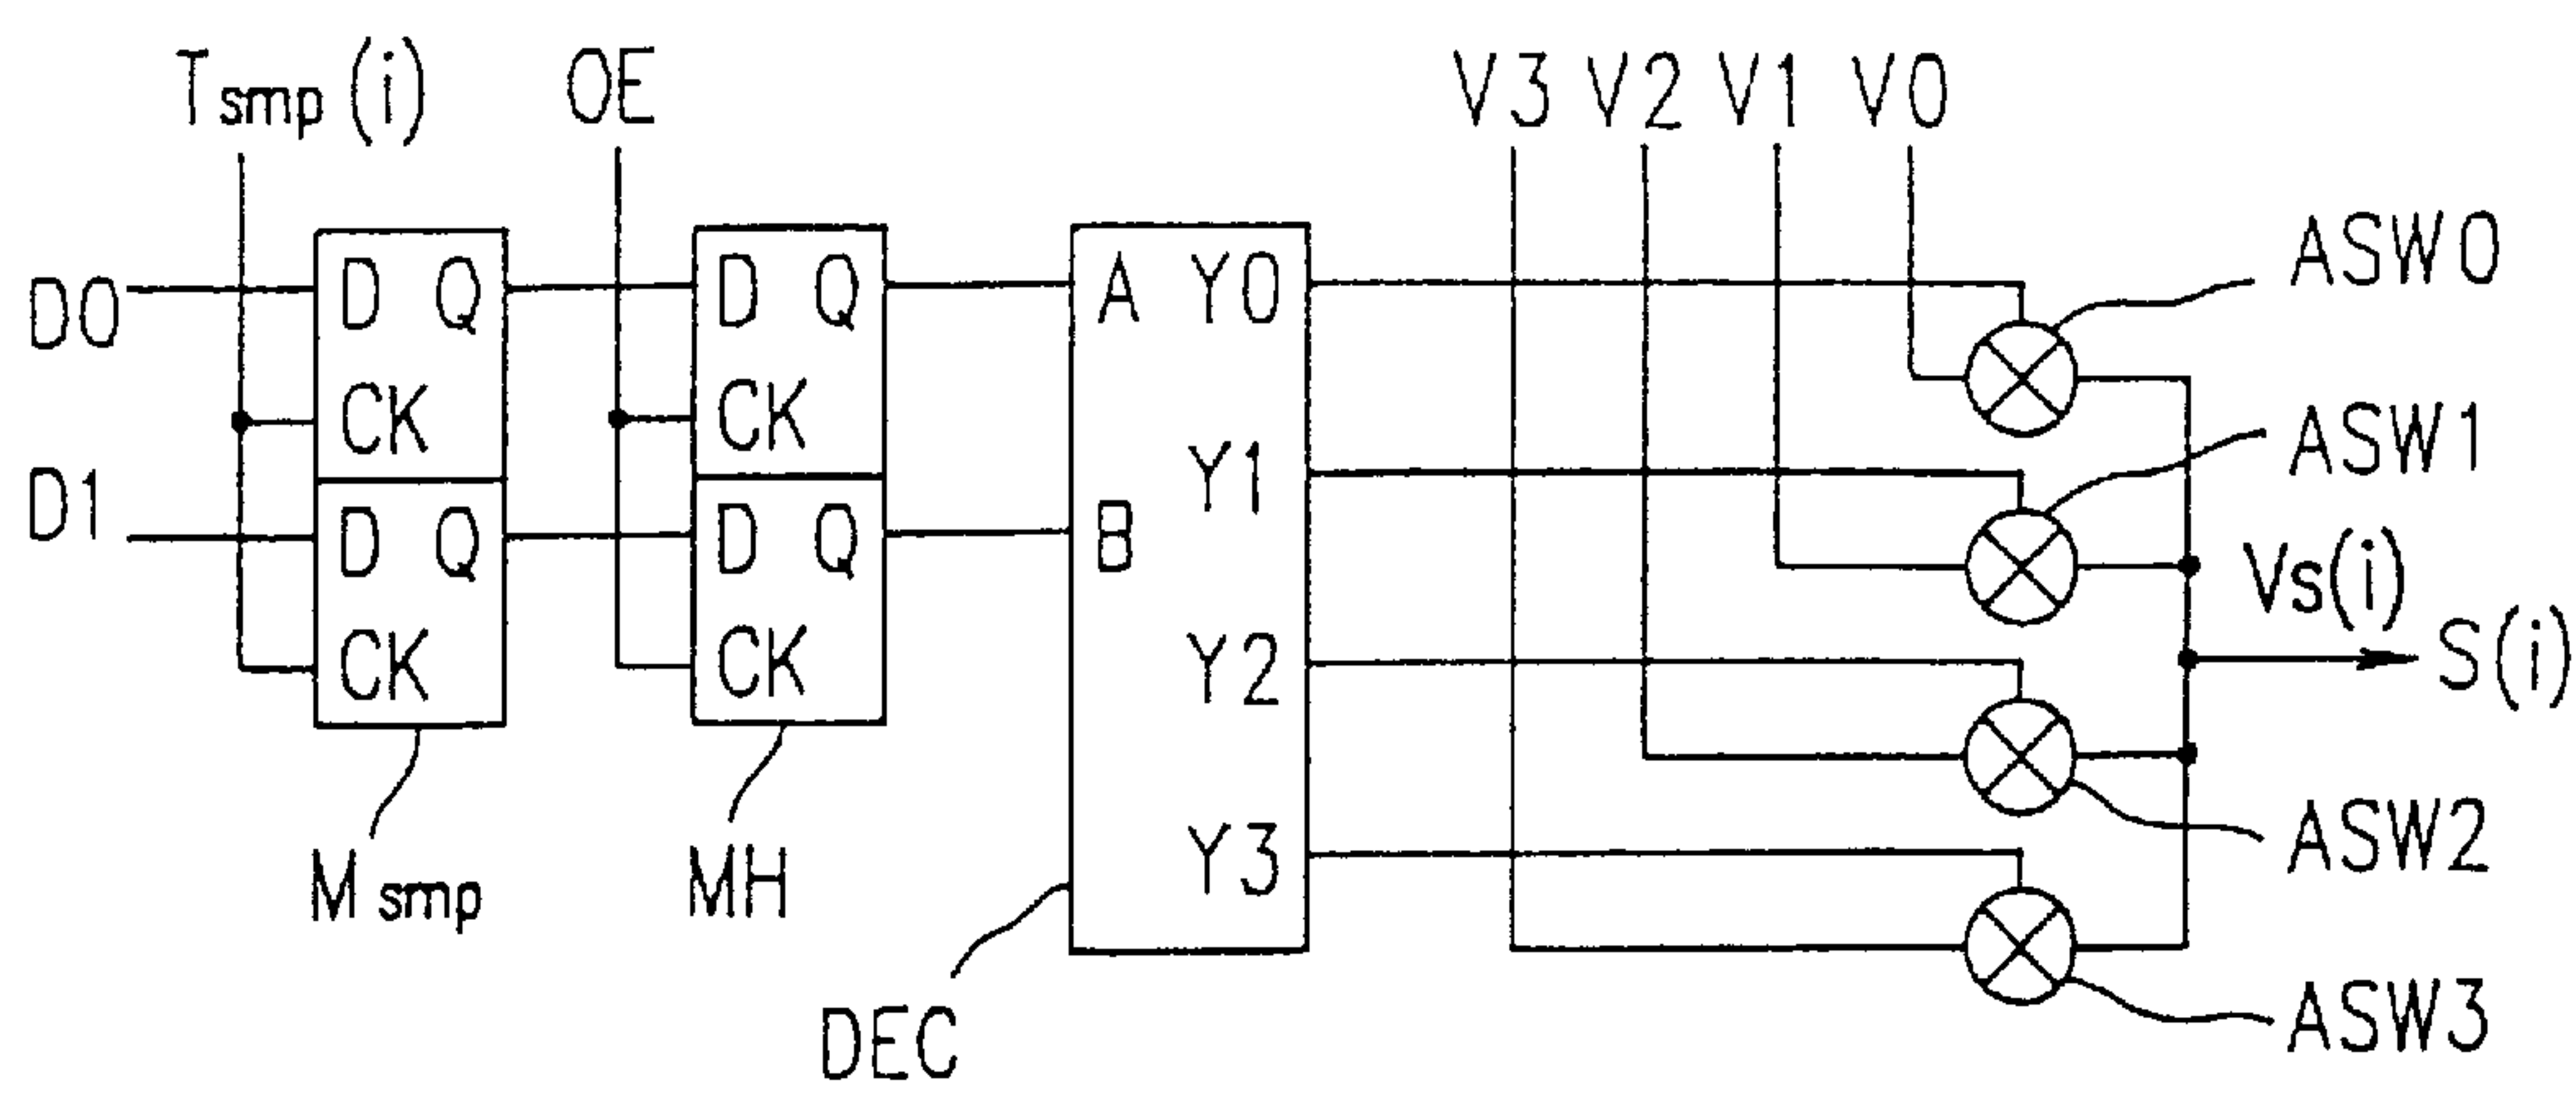 Tsmp (i)
OE
V3 V2 V1 V0
D0
D Q
CK
D Q
CK
A Y0
ASW0
D1
D Q
CK
D Q
CK
B
Y1
ASW1
Y2
Vs(i)
S(i)
Y3
ASW2
Msmp
MH
DEC
ASW3